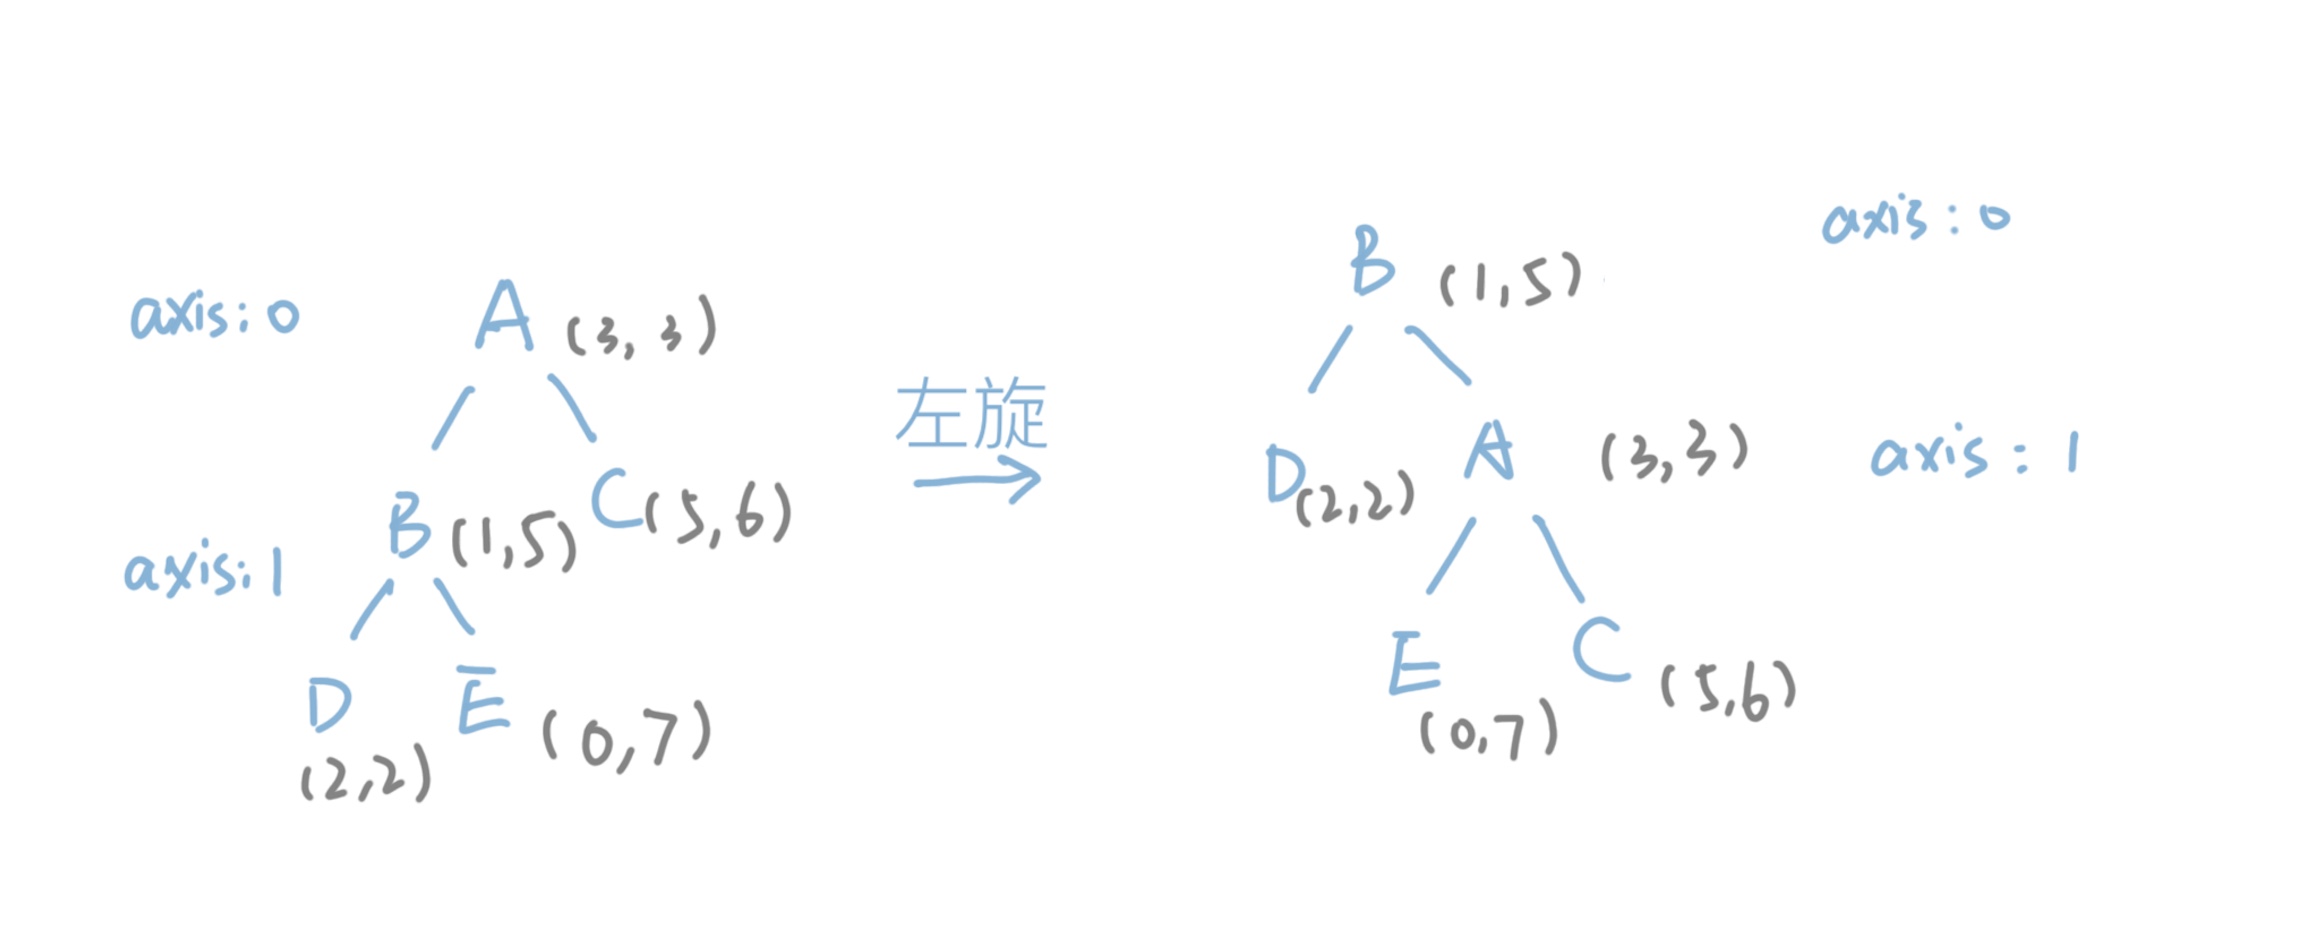 axis:0 A (3,3)
B (1,5) C (5,6)
axis:1
D E (0,7)
(2,2)
左旋
B (1,5) axis:0
D (2,2) A (3,3) axis:1
E C (5,6)
(0,7)